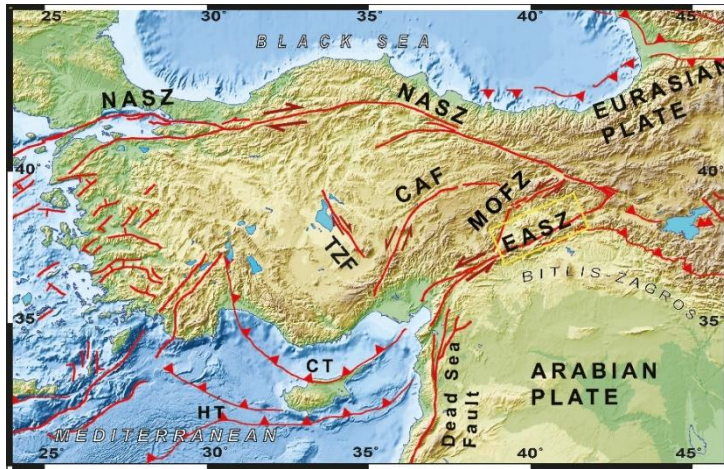 25°
30°
35°
40°
45°
BLACK SEA
NASZ
NASZ
EURASIAN
PLATE
40°
40°
CAF
MOFZ
TZF
EASZ
BITLIS-ZAGROS
35°
35°
CT
HT
Dead Sea
Fault
ARABIAN
PLATE
MEDITERRANEAN
25°
30°
35°
40°
45°